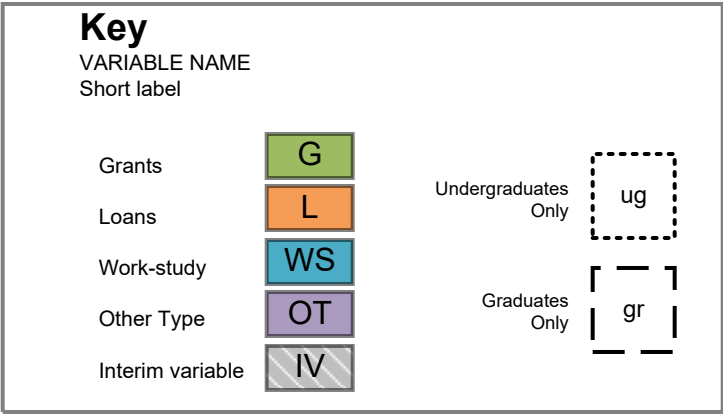 Key
VARIABLE NAME
Short label
Grants
G
Loans
L
Work-study
WS
Other Type
OT
Interim variable
IV
Undergraduates
Only
ug
Graduates
Only
gr